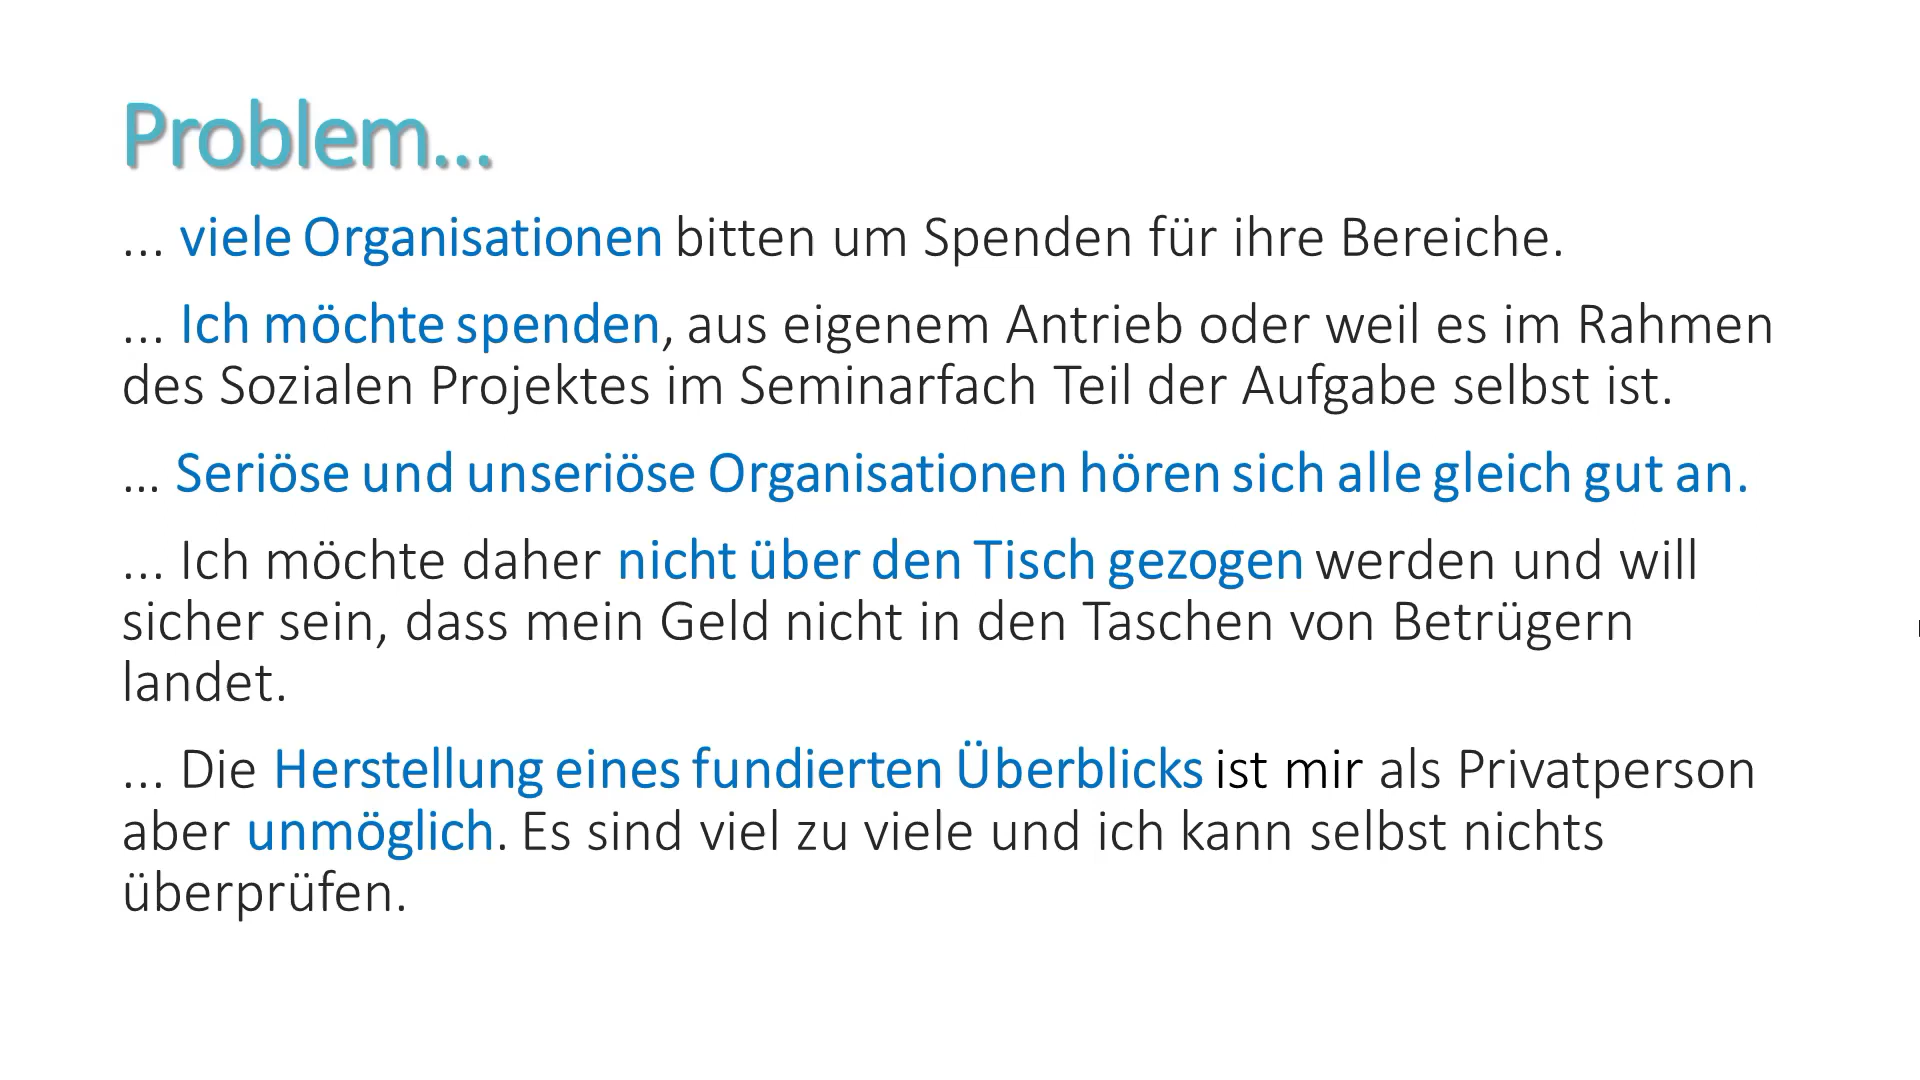 Problem...
... viele Organisationen bitten um Spenden für ihre Bereiche.
... Ich möchte spenden, aus eigenem Antrieb oder weil es im Rahmen
des Sozialen Projektes im Seminarfach Teil der Aufgabe selbst ist.
... Seriöse und unseriöse Organisationen hören sich alle gleich gut an.
... Ich möchte daher nicht über den Tisch gezogen werden und will
sicher sein, dass mein Geld nicht in den Taschen von Betrügern
landet.
... Die Herstellung eines fundierten Überblicks ist mir als Privatperson
aber unmöglich. Es sind viel zu viele und ich kann selbst nichts
überprüfen.